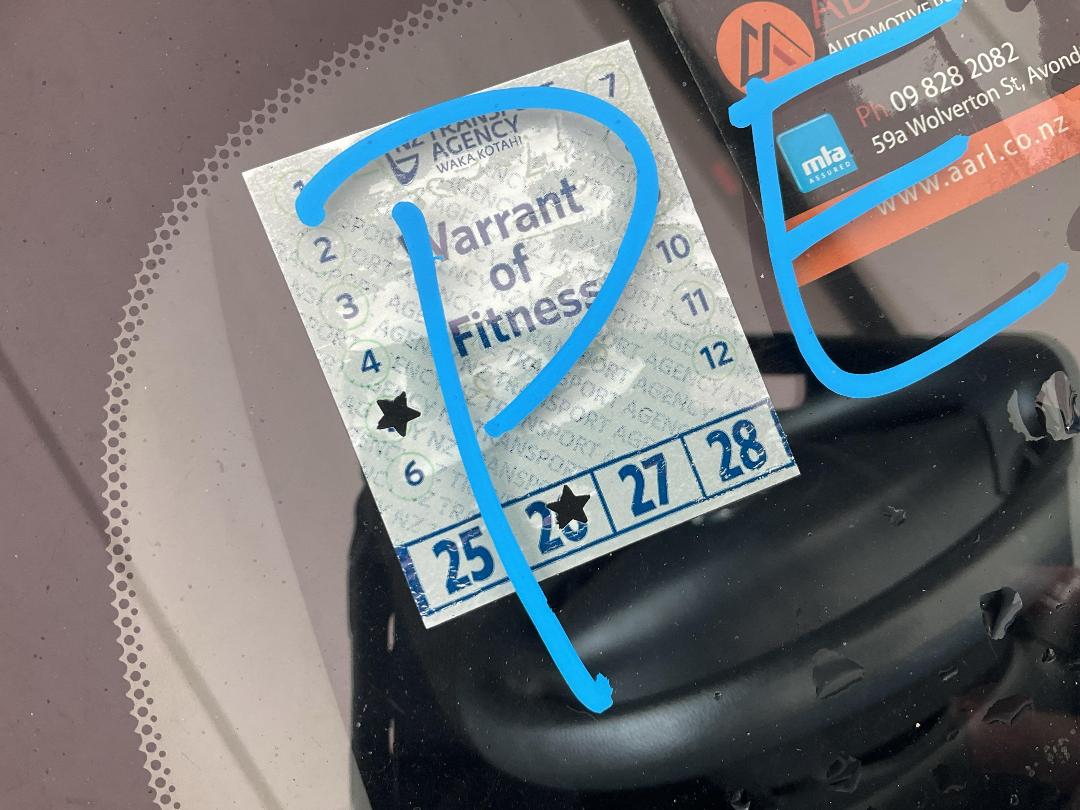 NZ TRANSPORT
AGENCY
WAKA KOTAHI
Warrant
of
Fitness
1
2
3
4
6
7
10
11
12
25 26 27 28
AUTOMOTIVE
Ph 09 828 2082
59a Wolverton St, Avond
mta
ASSURED
www.aarl.co.nz
PE